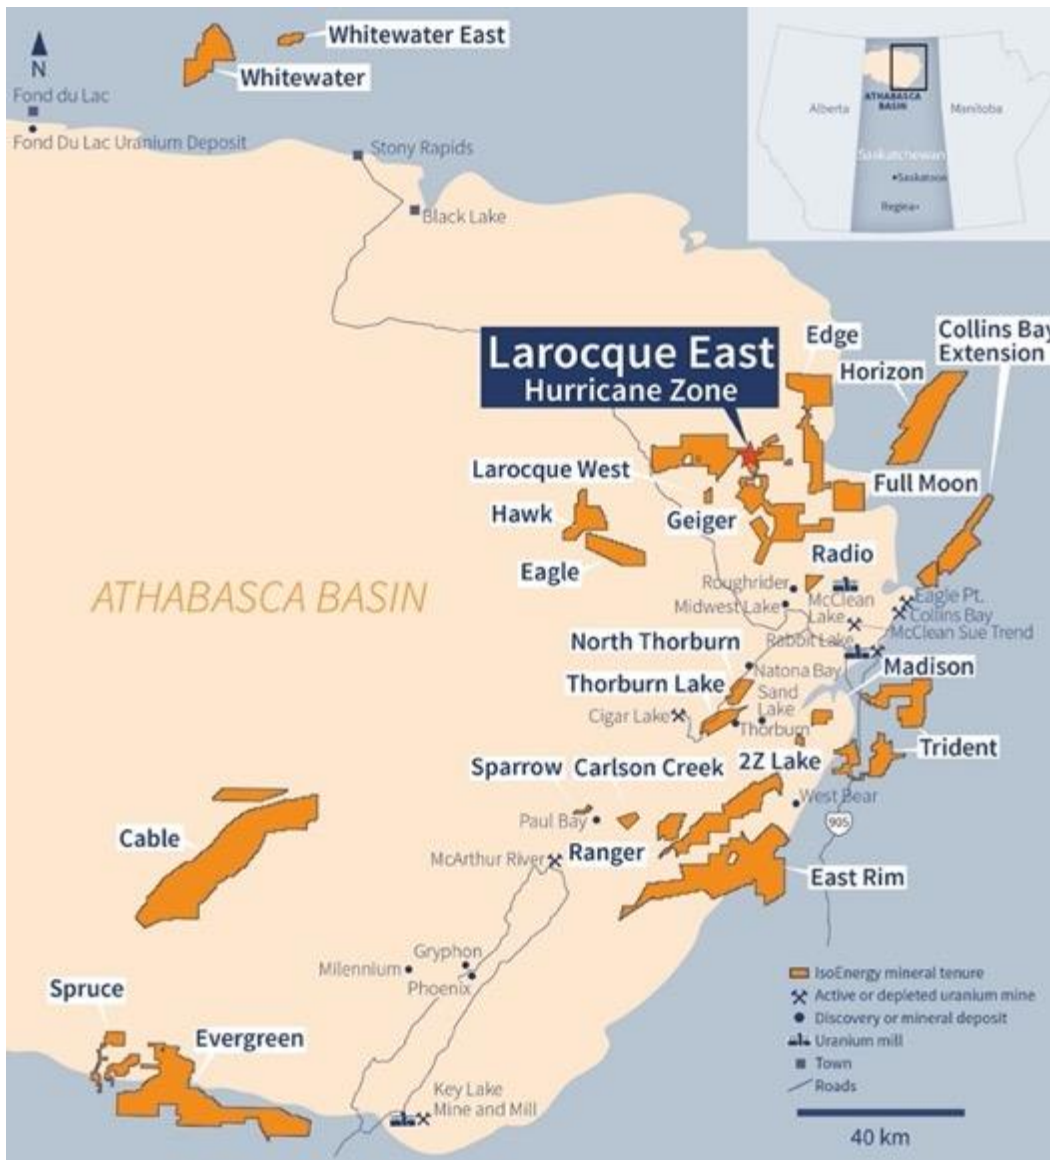 Whitewater East
Whitewater
N
Fond du Lac
Fond Du Lac Uranium Deposit
Stony Rapids
Black Lake
Alberta
ATHABASCA
BASIN
Manitoba
Saskatchewan
Saskatoon
Regina
Larocque East
Hurricane Zone
Edge
Horizon
Collins Bay
Extension
Larocque West
Full Moon
Hawk
Geiger
Eagle
Radio
ATHABASCA BASIN
Roughrider
Midwest Lake
McClean
Lake
Eagle Pt.
Collins Bay
McClean Sue Trend
Rabbit Lake
North Thorburn
Natona Bay
Madison
Thorburn Lake
Sand
Lake
Cigar Lake
Thorburn
Trident
Sparrow
Carlson Creek
2Z Lake
West Bear
Cable
Paul Bay
905
McArthur River
Ranger
East Rim
Gryphon
Milennium
Phoenix
Spruce
Evergreen
Key Lake
Mine and Mill
IsoEnergy mineral tenure
Active or depleted uranium mine
Discovery or mineral deposit
Uranium mill
Town
Roads
40 km